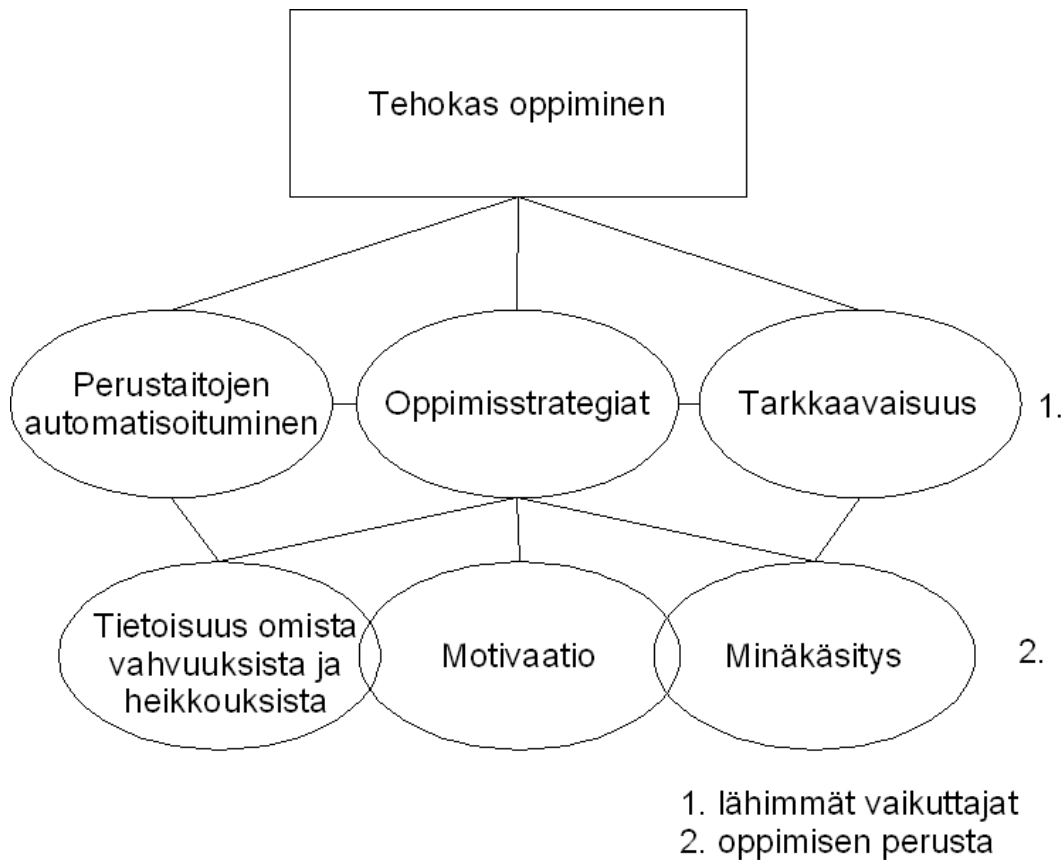 Tehokas oppiminen
Perustaitojen
automatisoituminen
Oppimisstrategiat
Tarkkaavaisuus
1.
Tietoisuus omista
vahvuuksista ja
heikkouksista
Motivaatio
Minäkäsitys
2.
1. lähimmät vaikuttajat
2. oppimisen perusta